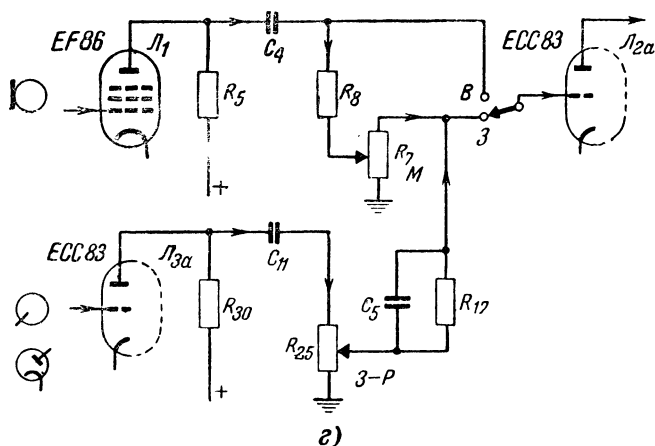 EF86
Л1
C4
R5
R8
R7
М
В
З
ECC83
Л2а
ECC83
Л3а
C11
R30
R25
З-Р
C5
R17
+
+
г)